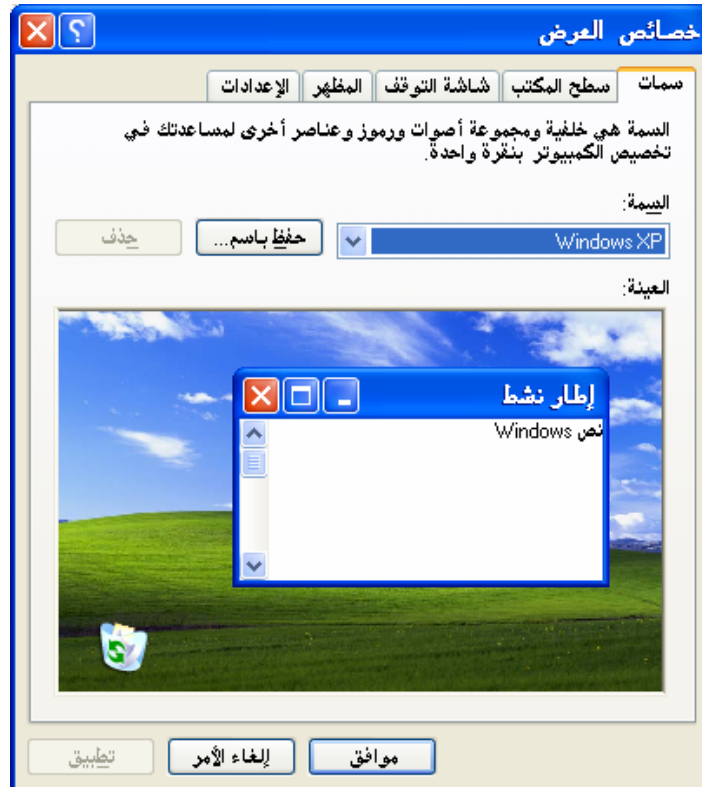 خصائص العرض
سمات
سطح المكتب
شاشة التوقف
المظهر
الإعدادات
السمة هي خلفية ومجموعة أصوات ورموز وعناصر أخرى لمساعدتك في
تخصيص الكمبيوتر بنقرة واحدة.
السمة:
Windows XP
حفظ باسم...
حذف
العينة:
إطار نشط
نص Windows
موافق
إلغاء الأمر
تطبيق